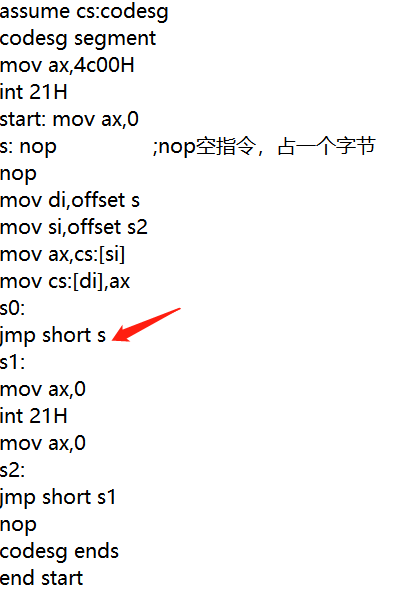 assume cs:codesg
codesg segment
mov ax,4c00H
int 21H
start: mov ax,0
s: nop ;nop空指令，占一个字节
nop
mov di,offset s
mov si,offset s2
mov ax,cs:[si]
mov cs:[di],ax
s0:
jmp short s
s1:
mov ax,0
int 21H
mov ax,0
s2:
jmp short s1
nop
codesg ends
end start